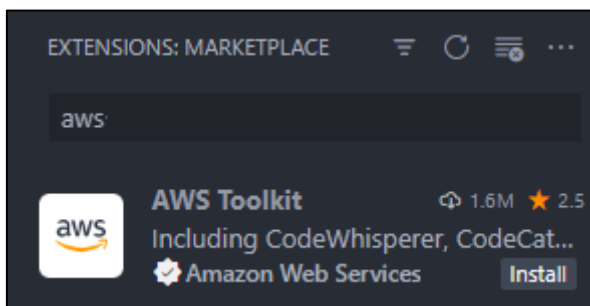 EXTENSIONS: MARKETPLACE
aws
AWS Toolkit 1.6M 2.5
aws
Including CodeWhisperer, CodeCat...
Amazon Web Services Install